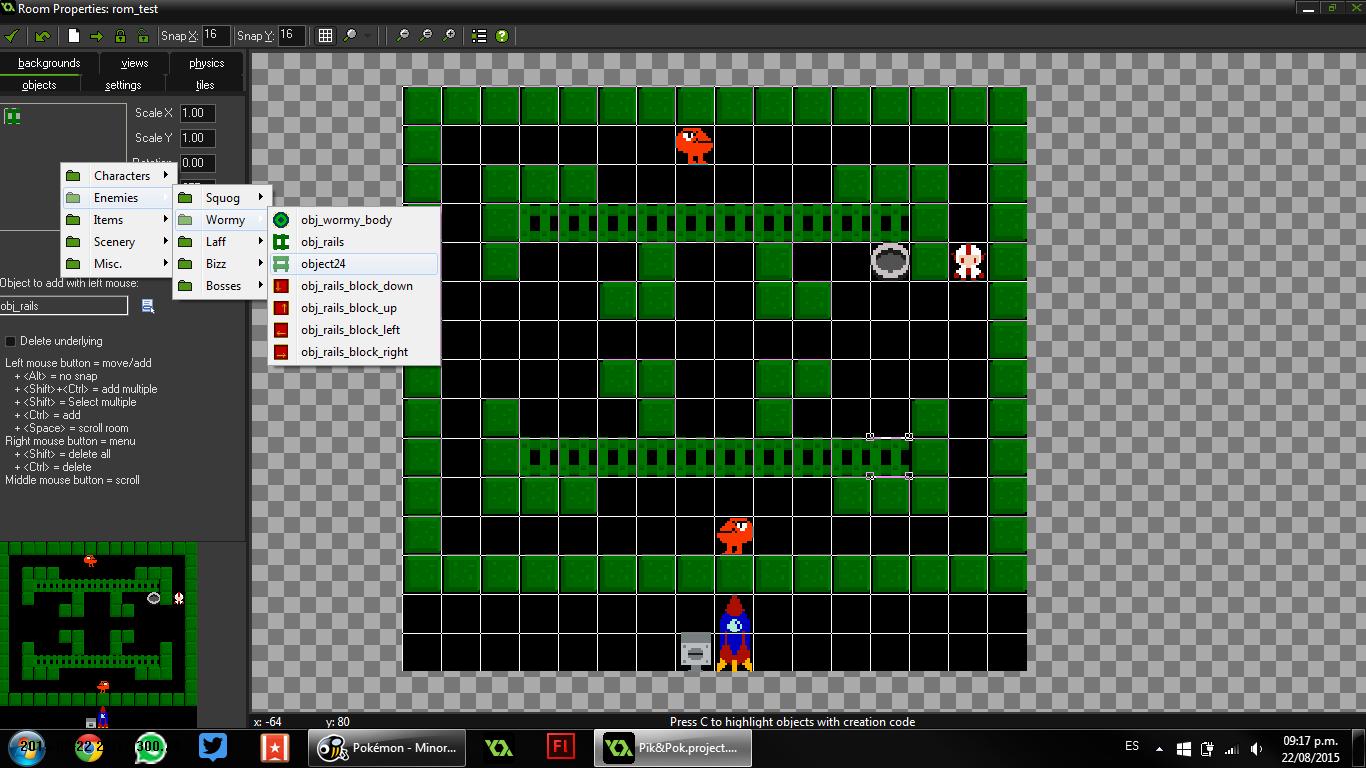 Room Properties: rom_test
Snap X: 16 Snap Y: 16
backgrounds views physics
objects settings tiles
Scale X 1.00
Scale Y 1.00
Rotation 0.00
Characters
Enemies
Items
Scenery
Misc.
Squog
Wormy
Laff
Bizz
Bosses
obj_wormy_body
obj_rails
object24
obj_rails_block_down
obj_rails_block_up
obj_rails_block_left
obj_rails_block_right
Object to add with left mouse:
obj_rails
Delete underlying
Left mouse button = move/add
+ <Alt> = no snap
+ <Shift>+<Ctrl> = add multiple
+ <Shift> = Select multiple
+ <Ctrl> = add
+ <Space> = scroll room
Right mouse button = menu
+ <Shift> = delete all
+ <Ctrl> = delete
Middle mouse button = scroll
x: -64 y: 80 Press C to highlight objects with creation code
300.
Pokémon - Minor...
Fl
Pik&Pok.project....
ES
09:17 p.m.
22/08/2015